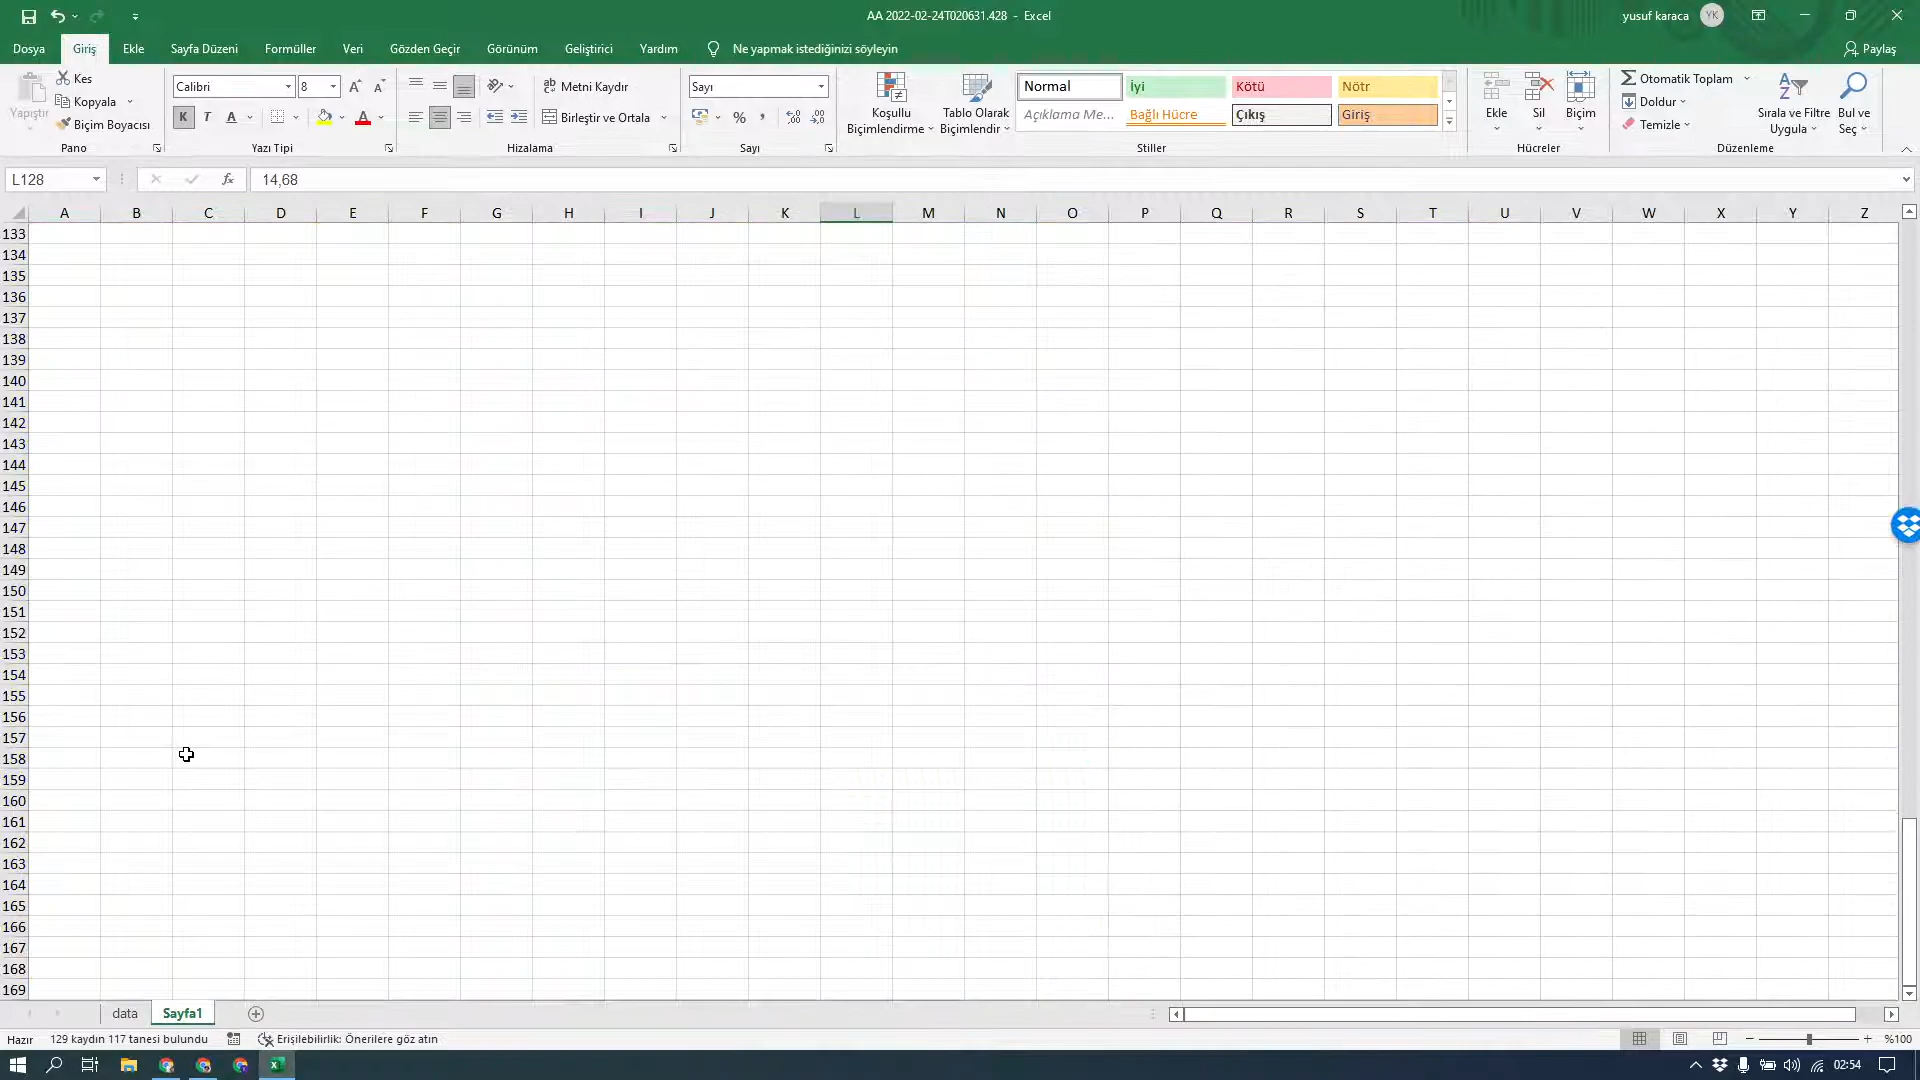 AA 2022-02-24T020631.428 - Excel
yusuf karaca
YK
Dosya
Giriş
Ekle
Sayfa Düzeni
Formüller
Veri
Gözden Geçir
Görünüm
Geliştirici
Yardım
Ne yapmak istediğinizi söyleyin
Paylaş
Yapıştır
Kes
Kopyala
Biçim Boyacısı
Pano
Calibri
8
K
T
A
Yazı Tipi
Metni Kaydır
Birleştir ve Ortala
Hizalama
Sayı
%
Sayı
Koşullu
Biçimlendirme
Tablo Olarak
Biçimlendir
Normal
İyi
Kötü
Nötr
Açıklama Me...
Bağlı Hücre
Çıkış
Giriş
Stiller
Ekle
Sil
Biçim
Hücreler
Otomatik Toplam
Doldur
Temizle
Sırala ve Filtre
Uygula
Bul ve
Seç
Düzenleme
L128
fx
14,68
A B C D E F G H I J K L M N O P Q R S T U V W X Y Z
133
134
135
136
137
138
139
140
141
142
143
144
145
146
147
148
149
150
151
152
153
154
155
156
157
158
159
160
161
162
163
164
165
166
167
168
169
data
Sayfa1
Hazır
129 kaydın 117 tanesi bulundu
Erişilebilirlik: Önerilere göz atın
%100
02:54